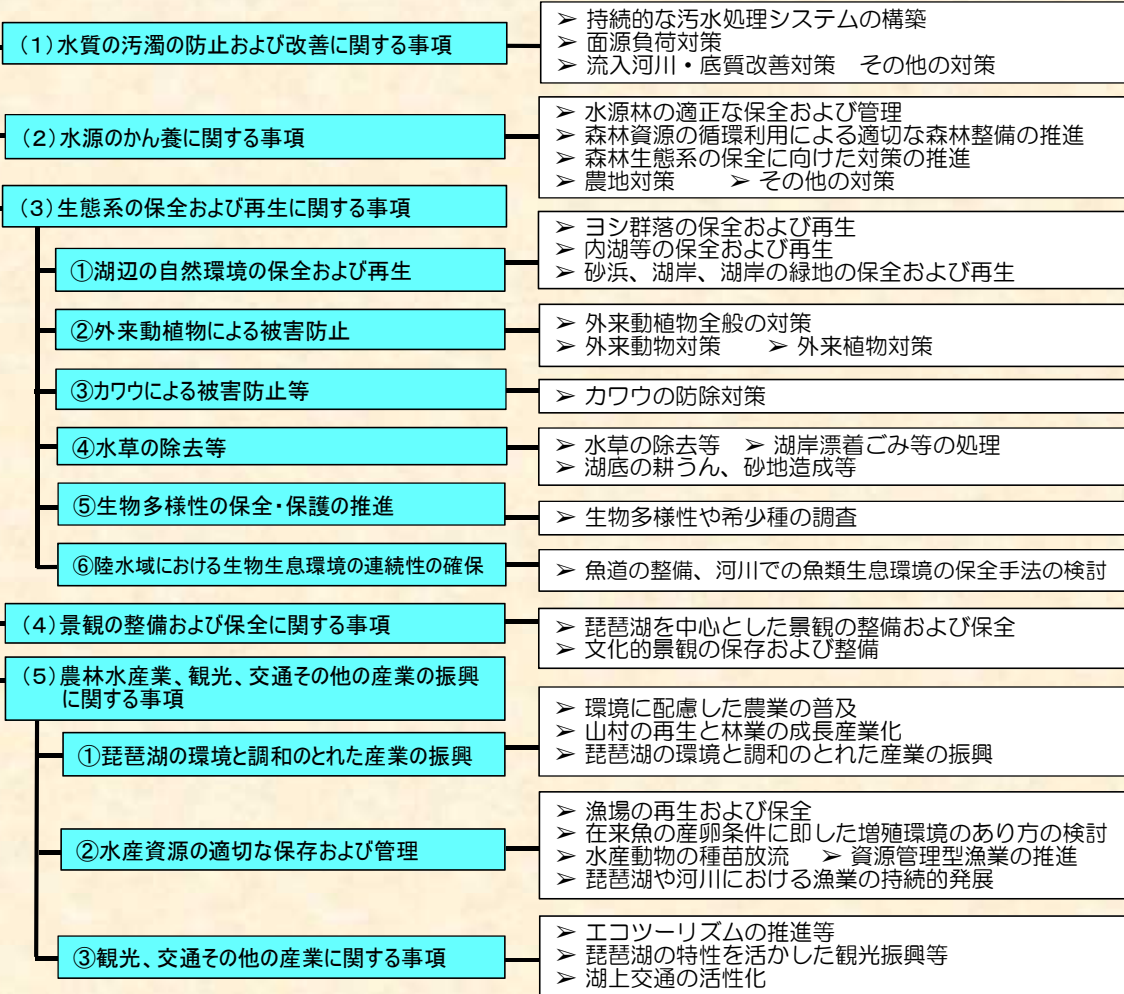 (1)水質の汚濁の防止および改善に関する事項
➢ 持続的な汚水処理システムの構築
➢ 面源負荷対策
➢ 流入河川・底質改善対策　その他の対策
(2)水源のかん養に関する事項
➢ 水源林の適正な保全および管理
➢ 森林資源の循環利用による適切な森林整備の推進
➢ 森林生態系の保全に向けた対策の推進
➢ 農地対策　➢ その他の対策
(3)生態系の保全および再生に関する事項
①湖辺の自然環境の保全および再生
➢ ヨシ群落の保全および再生
➢ 内湖等の保全および再生
➢ 砂浜、湖岸、湖岸の緑地の保全および再生
②外来動植物による被害防止
➢ 外来動植物全般の対策
➢ 外来動物対策　➢ 外来植物対策
③カワウによる被害防止等
➢ カワウの防除対策
④水草の除去等
➢ 水草の除去等　➢ 湖岸漂着ごみ等の処理
➢ 湖底の耕うん、砂地造成等
⑤生物多様性の保全・保護の推進
➢ 生物多様性や希少種の調査
⑥陸水域における生物生息環境の連続性の確保
➢ 魚道の整備、河川での魚類生息環境の保全手法の検討
(4)景観の整備および保全に関する事項
➢ 琵琶湖を中心とした景観の整備および保全
➢ 文化的景観の保存および整備
(5)農林水産業、観光、交通その他の産業の振興
に関する事項
①琵琶湖の環境と調和のとれた産業の振興
➢ 環境に配慮した農業の普及
➢ 山村の再生と林業の成長産業化
➢ 琵琶湖の環境と調和のとれた産業の振興
②水産資源の適切な保存および管理
➢ 漁場の再生および保全
➢ 在来魚の産卵条件に即した増殖環境のあり方の検討
➢ 水産動物の種苗放流　➢ 資源管理型漁業の推進
➢ 琵琶湖や河川における漁業の持続的発展
③観光、交通その他の産業に関する事項
➢ エコツーリズムの推進等
➢ 琵琶湖の特性を活かした観光振興等
➢ 湖上交通の活性化